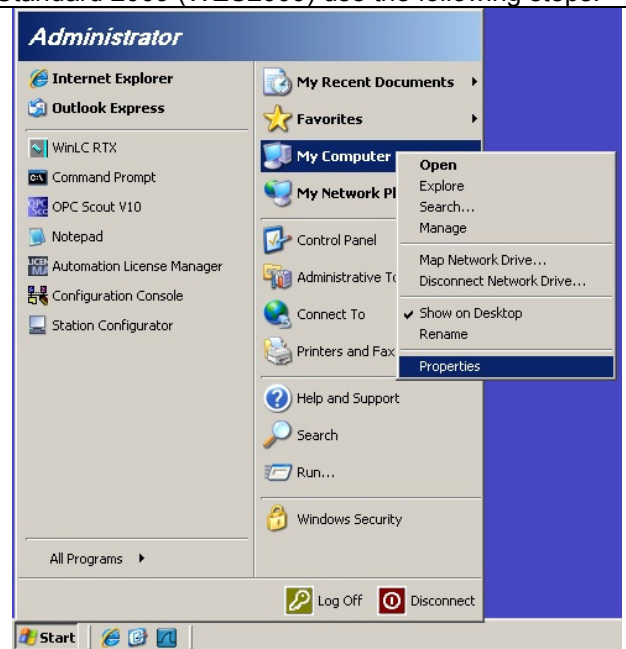 Standard 2009 (WES2009) use the following steps:
Administrator
Internet Explorer
Outlook Express
WinLC RTX
Command Prompt
OPC Scout V10
Notepad
Automation License Manager
Configuration Console
Station Configurator
All Programs
My Recent Documents
Favorites
My Computer
My Network Pl
Control Panel
Administrative To
Connect To
Printers and Fax
Help and Support
Search
Run...
Windows Security
Open
Explore
Search...
Manage
Map Network Drive...
Disconnect Network Drive...
Show on Desktop
Rename
Properties
Log Off
Disconnect
Start